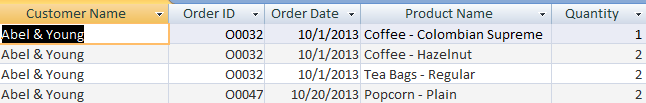 Customer Name Order ID Order Date Product Name Quantity
Abel & Young O0032 10/1/2013 Coffee - Colombian Supreme 1
Abel & Young O0032 10/1/2013 Coffee - Hazelnut 2
Abel & Young O0032 10/1/2013 Tea Bags - Regular 2
Abel & Young O0047 10/20/2013 Popcorn - Plain 2